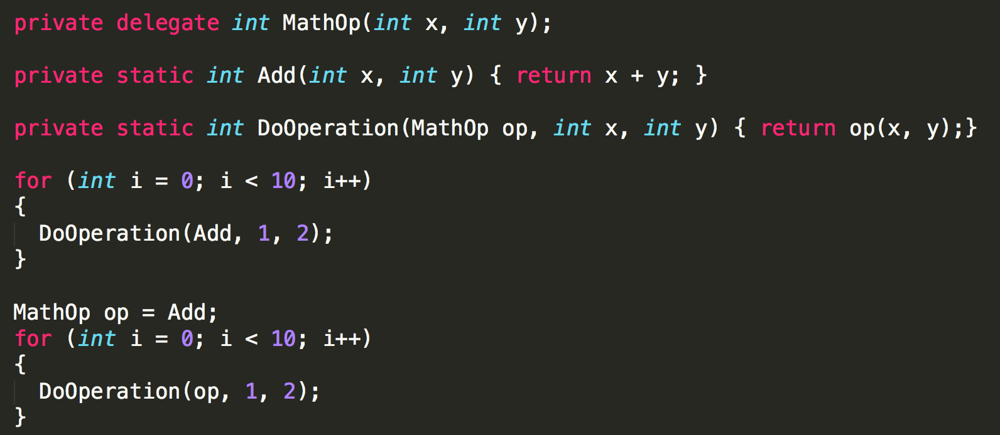 private delegate int MathOp(int x, int y);
private static int Add(int x, int y) { return x + y; }
private static int DoOperation(MathOp op, int x, int y) { return op(x, y);}
for (int i = 0; i < 10; i++)
{
  DoOperation(Add, 1, 2);
}
MathOp op = Add;
for (int i = 0; i < 10; i++)
{
  DoOperation(op, 1, 2);
}